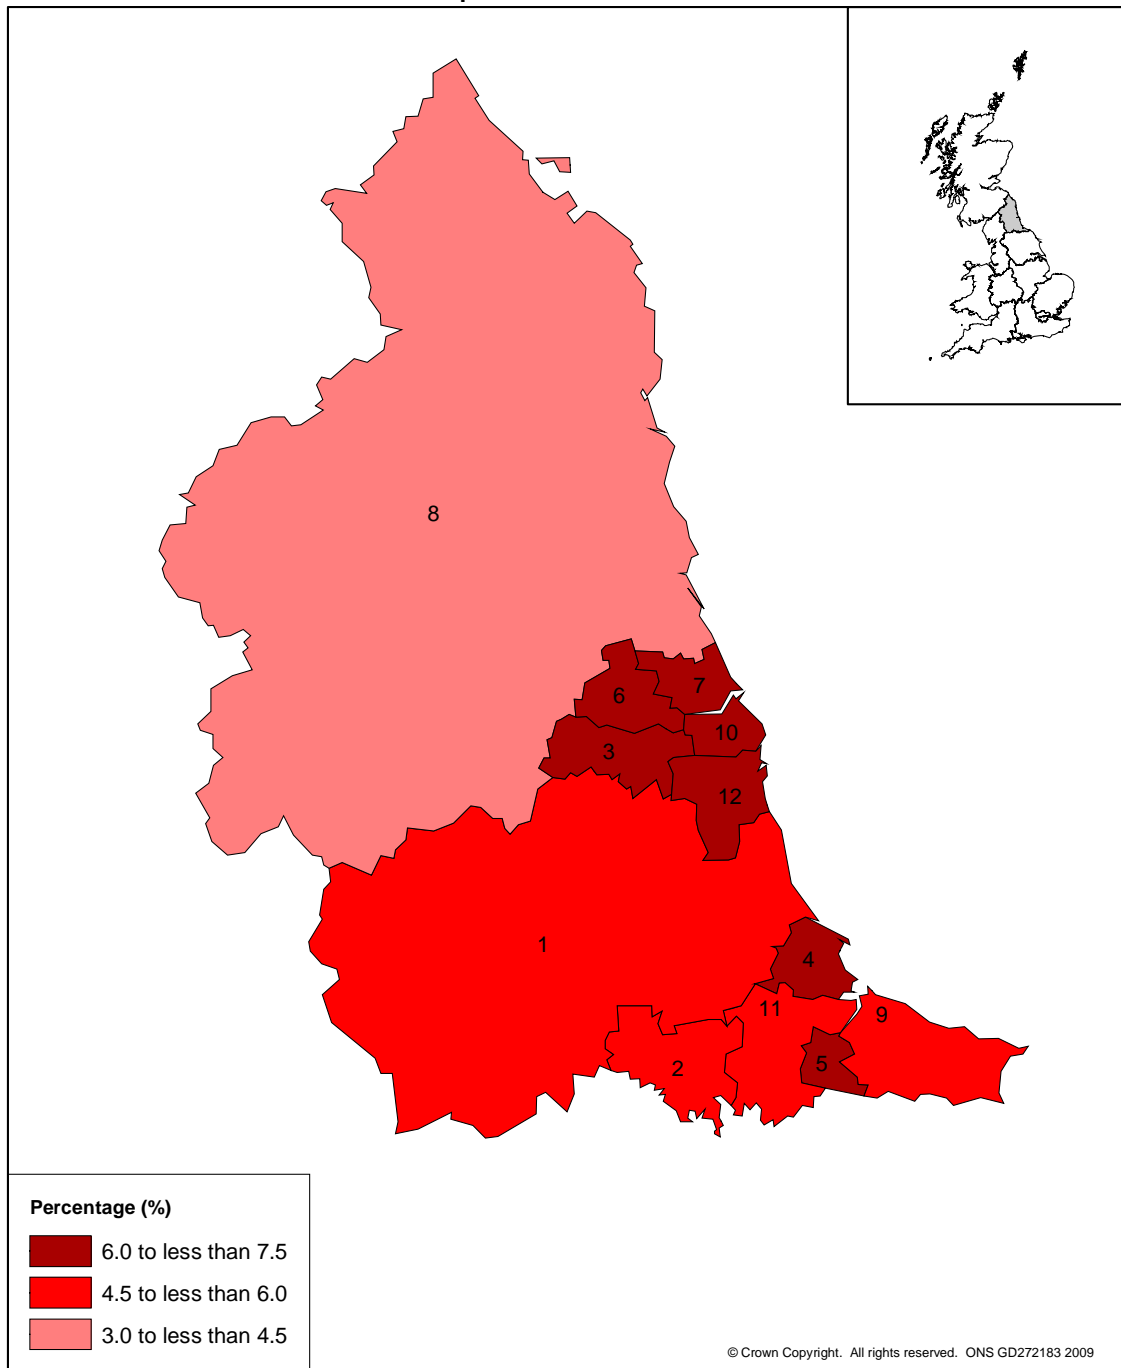 8
7
6
10
3
12
1
4
11
9
5
2
Percentage (%)
6.0 to less than 7.5
4.5 to less than 6.0
3.0 to less than 4.5
© Crown Copyright. All rights reserved. ONS GD272183 2009